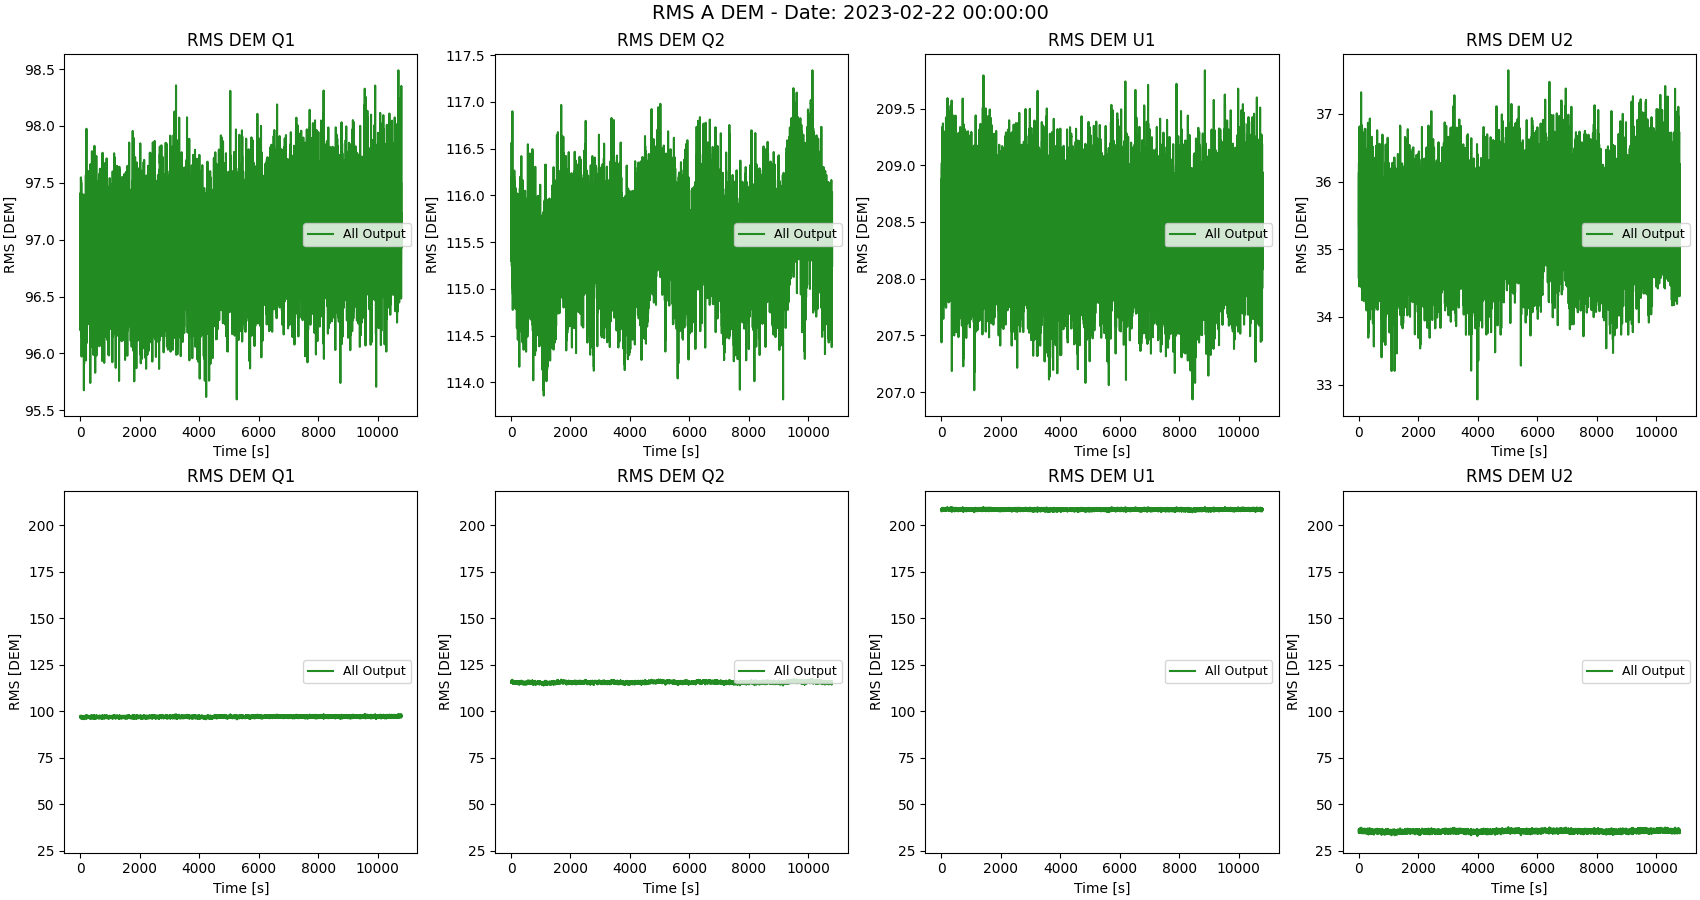 RMS A DEM - Date: 2023-02-22 00:00:00
RMS DEM Q1
RMS [DEM]
98.5
98.0
97.5
97.0
96.5
96.0
95.5
All Output
0 2000 4000 6000 8000 10000
Time [s]
RMS DEM Q2
RMS [DEM]
117.5
117.0
116.5
116.0
115.5
115.0
114.5
114.0
All Output
0 2000 4000 6000 8000 10000
Time [s]
RMS DEM U1
RMS [DEM]
209.5
209.0
208.5
208.0
207.5
207.0
All Output
0 2000 4000 6000 8000 10000
Time [s]
RMS DEM U2
RMS [DEM]
37
36
35
34
33
All Output
0 2000 4000 6000 8000 10000
Time [s]
RMS DEM Q1
RMS [DEM]
200
175
150
125
100
75
50
25
All Output
0 2000 4000 6000 8000 10000
Time [s]
RMS DEM Q2
RMS [DEM]
200
175
150
125
100
75
50
25
All Output
0 2000 4000 6000 8000 10000
Time [s]
RMS DEM U1
RMS [DEM]
200
175
150
125
100
75
50
25
All Output
0 2000 4000 6000 8000 10000
Time [s]
RMS DEM U2
RMS [DEM]
200
175
150
125
100
75
50
25
All Output
0 2000 4000 6000 8000 10000
Time [s]